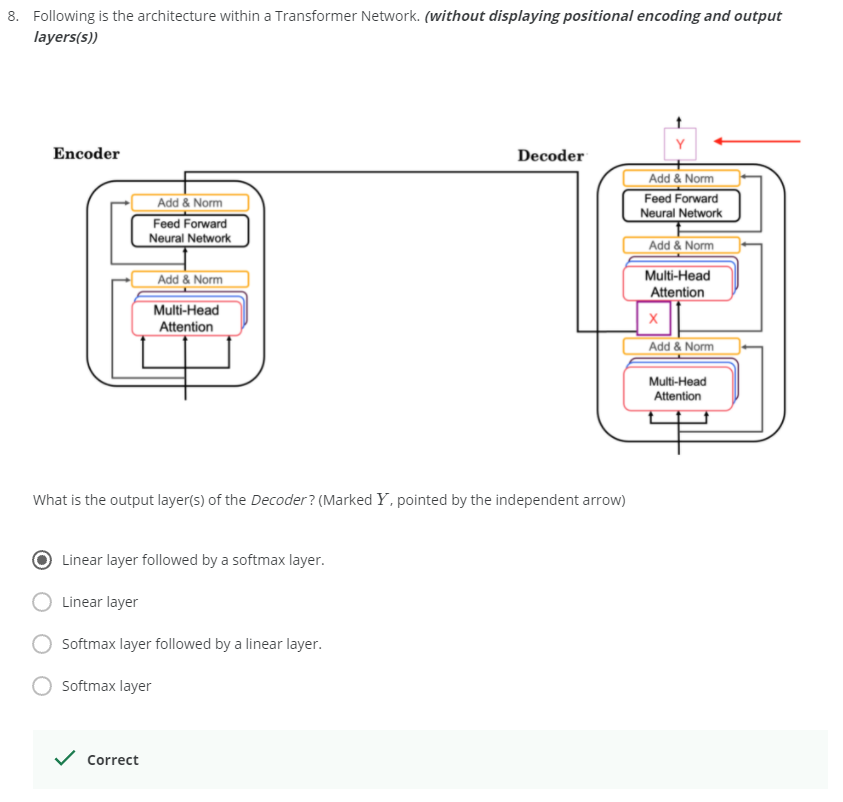 8. Following is the architecture within a Transformer Network. (without displaying positional encoding and output
layers(s))
Encoder
Add & Norm
Feed Forward
Neural Network
Add & Norm
Multi-Head
Attention
Decoder
Y
Add & Norm
Feed Forward
Neural Network
Add & Norm
Multi-Head
Attention
X
Add & Norm
Multi-Head
Attention
What is the output layer(s) of the Decoder? (Marked Y, pointed by the independent arrow)
Linear layer followed by a softmax layer.
Linear layer
Softmax layer followed by a linear layer.
Softmax layer
Correct